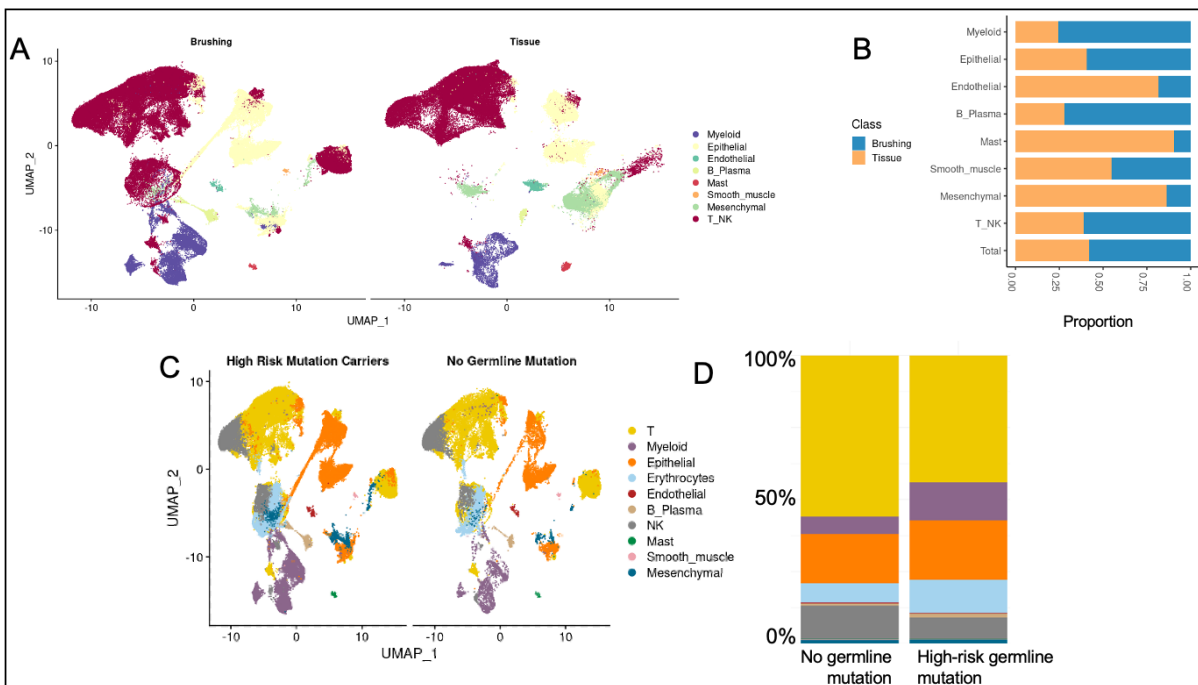 A
Brushing
Tissue
10
0
-10
UMAP_2
-10
0
10
-10
0
10
UMAP_1
Myeloid
Epithelial
Endothelial
B_Plasma
Mast
Smooth_muscle
Mesenchymal
T_NK
B
Class
Brushing
Tissue
Myeloid
Epithelial
Endothelial
B_Plasma
Mast
Smooth_muscle
Mesenchymal
T_NK
Total
0.00
0.25
0.50
0.75
1.00
Proportion
C
High Risk Mutation Carriers
No Germline Mutation
10
0
-10
UMAP_2
-10
0
10
-10
0
10
UMAP_1
T
Myeloid
Epithelial
Erythrocytes
Endothelial
B_Plasma
NK
Mast
Smooth_muscle
Mesenchymal
D
100%
50%
0%
No germline
mutation
High-risk germline
mutation